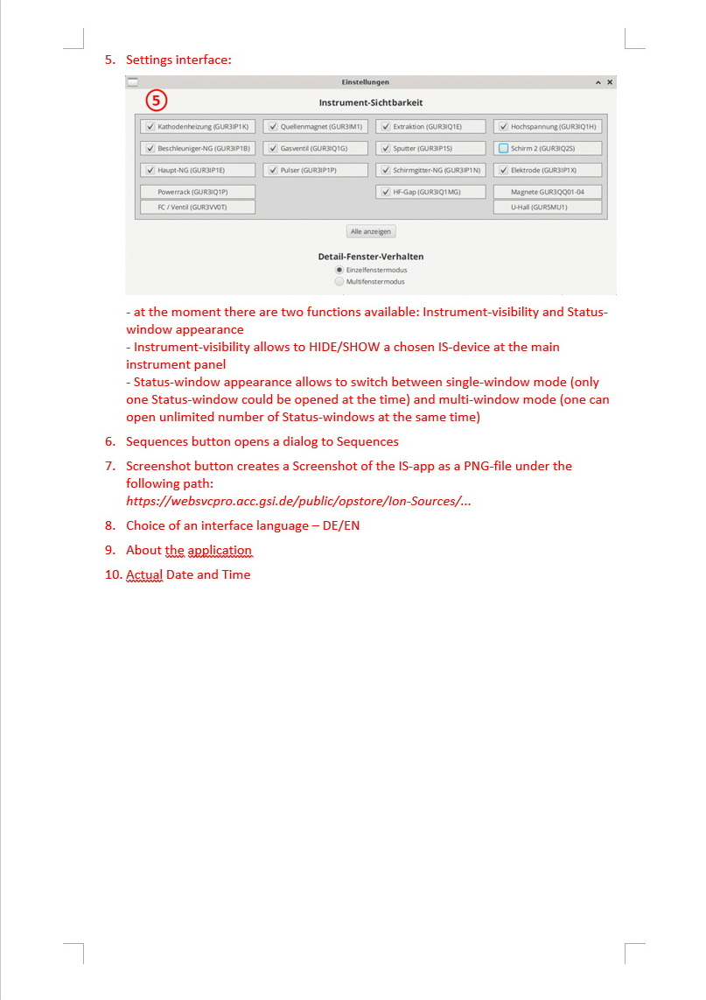 5. Settings interface:
Einstellungen
5
Instrument-Sichtbarkeit
Kathodenheizung (GUR3IP1K) Quellenmagnet (GUR3IM1) Extraktion (GUR3IQ1E) Hochspannung (GUR3IQ1H)
Beschleuniger-NG (GUR3IP1B) Gasventil (GUR3IQ1G) Sputter (GUR3IP1S) Schirm 2 (GUR3IQ2S)
Haupt-NG (GUR3IP1E) Pulser (GUR3IP1P) Schirmgitter-NG (GUR3IP1N) Elektrode (GUR3IP1X)
Powerrack (GUR3IQ1P) HF-Gap (GUR3IQ1MG) Magnete GUR3QQ01-04
FC / Ventil (GUR3VV0T) U-Hall (GUR5MU1)
Alle anzeigen
Detail-Fenster-Verhalten
Einzelfenstermodus
Multifenstermodus
- at the moment there are two functions available: Instrument-visibility and Status-
window appearance
- Instrument-visibility allows to HIDE/SHOW a chosen IS-device at the main
instrument panel
- Status-window appearance allows to switch between single-window mode (only
one Status-window could be opened at the time) and multi-window mode (one can
open unlimited number of Status-windows at the same time)
6. Sequences button opens a dialog to Sequences
7. Screenshot button creates a Screenshot of the IS-app as a PNG-file under the
following path:
https://websvcpro.acc.gsi.de/public/opstore/Ion-Sources/...
8. Choice of an interface language – DE/EN
9. About the application
10. Actual Date and Time